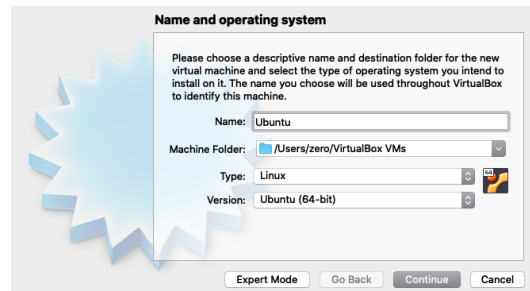 Name and operating system
Please choose a descriptive name and destination folder for the new
virtual machine and select the type of operating system you intend to
install on it. The name you choose will be used throughout VirtualBox
to identify this machine.
Name: Ubuntu
Machine Folder: /Users/zero/VirtualBox VMs
Type: Linux
64
Version: Ubuntu (64-bit)
Expert Mode Go Back Continue Cancel